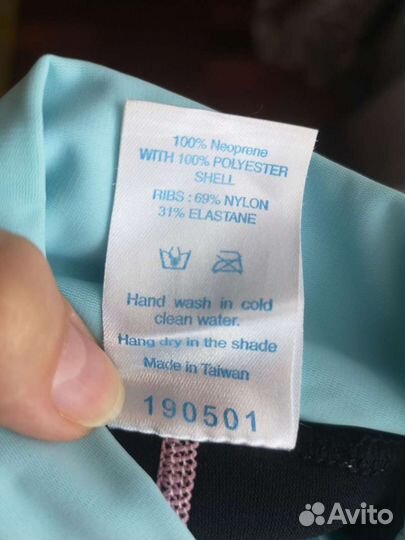 100% Neoprene
WITH 100% POLYESTER
SHELL
RIBS : 69% NYLON
31% ELASTANE
Hand wash in cold
clean water.
Hang dry in the shade
Made in Taiwan
190501
Avito